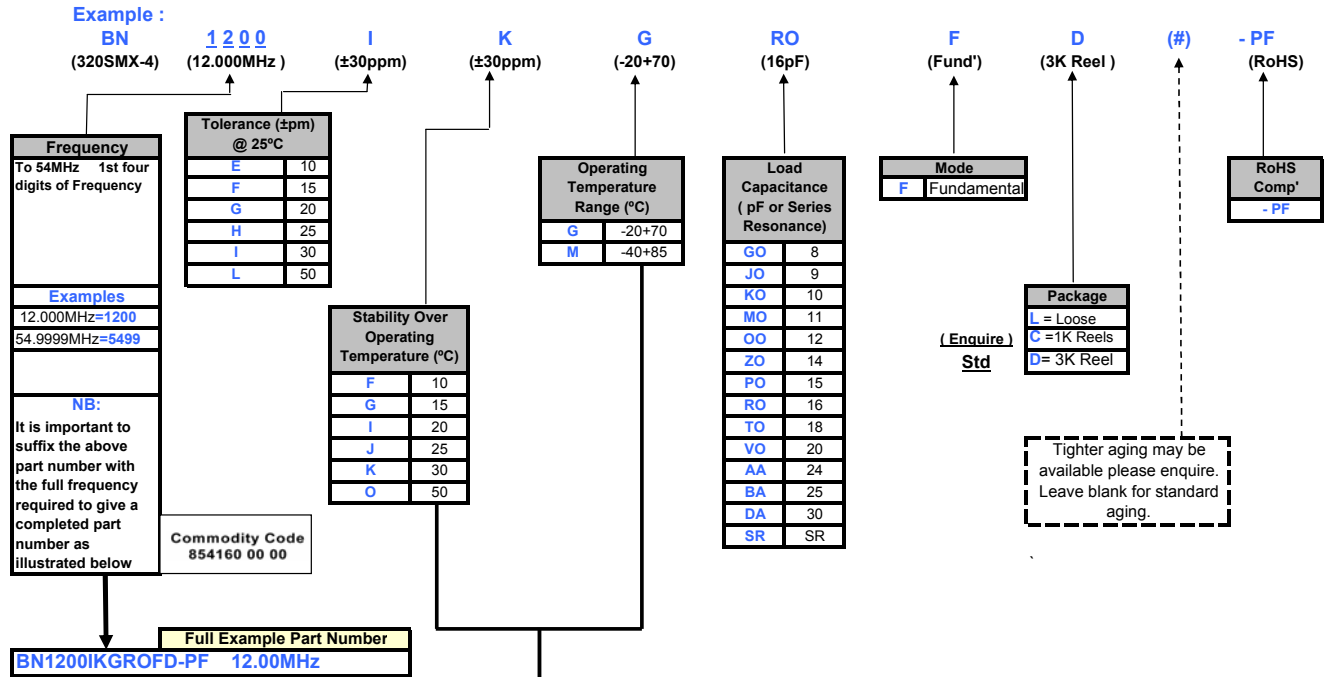 Example :
BN 1 2 0 0 I K G RO F D (#) - PF
(320SMX-4) (12.000MHz ) (±30ppm) (±30ppm) (-20+70) (16pF) (Fund') (3K Reel ) (RoHS)
Frequency
To 54MHz 1st four
digits of Frequency
Examples
12.000MHz=1200
54.9999MHz=5499
NB:
It is important to
suffix the above
part number with
the full frequency
required to give a
completed part
number as
illustrated below
Tolerance (±pm)
@ 25ºC
E 10
F 15
G 20
H 25
I 30
L 50
Commodity Code
854160 00 00
Stability Over
Operating
Temperature (ºC)
F 10
G 15
I 20
J 25
K 30
O 50
Operating
Temperature
Range (ºC)
G -20+70
M -40+85
Load
Capacitance
( pF or Series
Resonance)
GO 8
JO 9
KO 10
MO 11
OO 12
ZO 14
PO 15
RO 16
TO 18
VO 20
AA 24
BA 25
DA 30
SR SR
Mode
F Fundamental
Package
L = Loose
( Enquire ) C =1K Reels
Std D= 3K Reel
Tighter aging may be
available please enquire.
Leave blank for standard
aging.
`
RoHS
Comp'
- PF
Full Example Part Number
BN1200IKGROFD-PF 12.00MHz